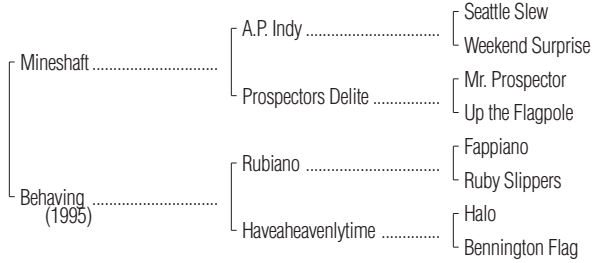 Seattle Slew
A.P. Indy ..............................
Weekend Surprise
Mineshaft ............................
Mr. Prospector
Prospectors Delite ...............
Up the Flagpole
Fappiano
Rubiano ..............................
Ruby Slippers
Behaving ............................
(1995)
Halo
Haveaheavenlytime .............
Bennington Flag